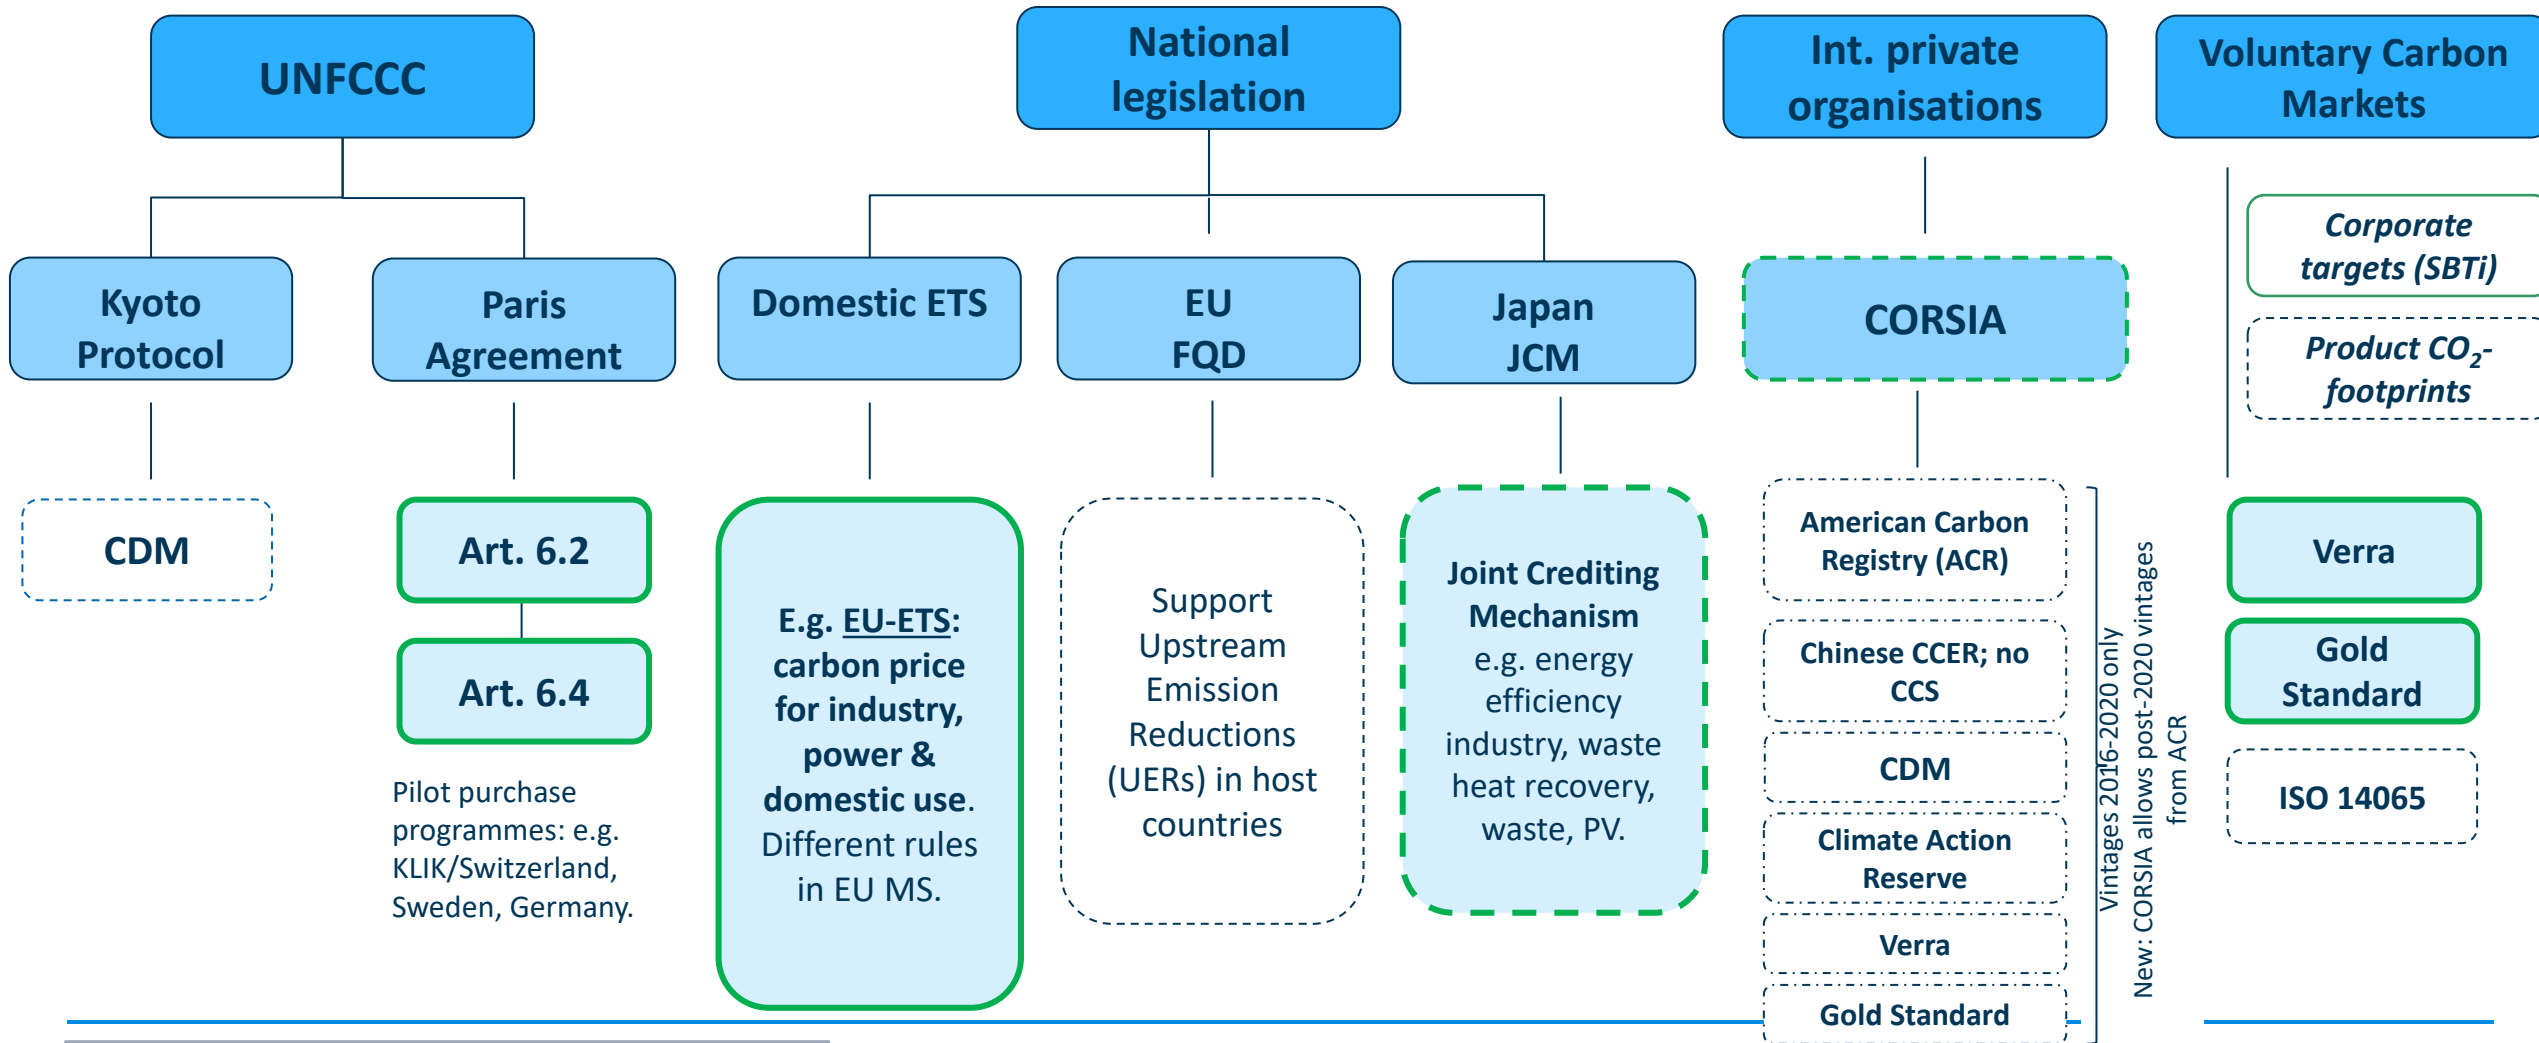 UNFCCC
National
legislation
Int. private
organisations
Voluntary Carbon
Markets
Kyoto
Protocol
Paris
Agreement
Domestic ETS
EU
FQD
Japan
JCM
CORSIA
Corporate
targets (SBTi)
Product CO₂-
footprints
CDM
Art. 6.2
Art. 6.4
Pilot purchase
programmes: e.g.
KLIK/Switzerland,
Sweden, Germany.
E.g. EU-ETS:
carbon price
for industry,
power &
domestic use.
Different rules
in EU MS.
Support
Upstream
Emission
Reductions
(UERs) in host
countries
Joint Crediting
Mechanism
e.g. energy
efficiency
industry, waste
heat recovery,
waste, PV.
American Carbon
Registry (ACR)
Chinese CCER; no
CCS
CDM
Climate Action
Reserve
Verra
Gold Standard
Vintages 2016-2020 only
New: CORSIA allows post-2020 vintages
from ACR
Verra
Gold
Standard
ISO 14065